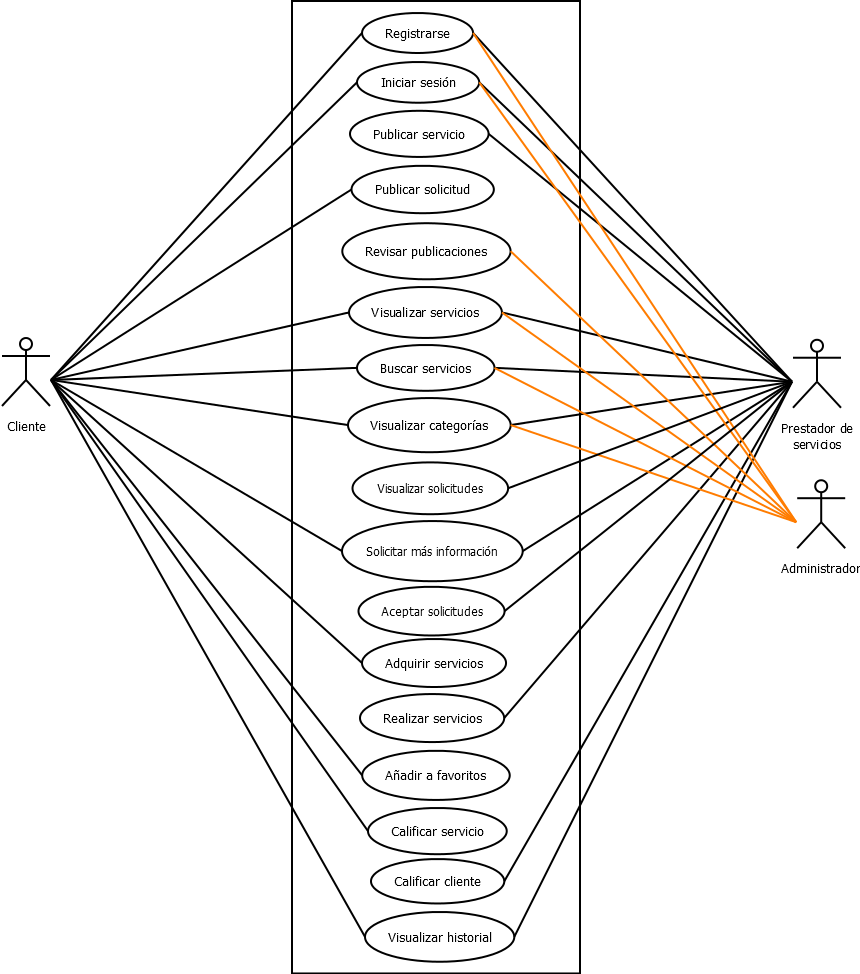 Registrarse
Iniciar sesión
Publicar servicio
Publicar solicitud
Revisar publicaciones
Visualizar servicios
Buscar servicios
Visualizar categorías
Visualizar solicitudes
Solicitar más información
Aceptar solicitudes
Adquirir servicios
Realizar servicios
Añadir a favoritos
Calificar servicio
Calificar cliente
Visualizar historial
Cliente
Prestador de
servicios
Administrador